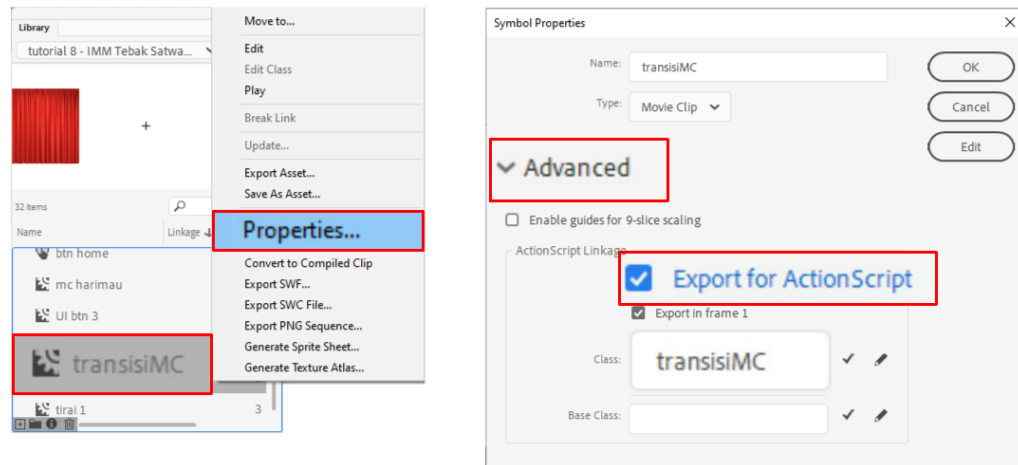 Library
tutorial 8 - IMM Tebak Satwa...
32 items
Name Linkage
btn home
mc harimau
UI btn 3
transisiMC
tirai 1 3
Move to...
Edit
Edit Class
Play
Break Link
Update...
Export Asset...
Save As Asset...
Properties...
Convert to Compiled Clip
Export SWF...
Export SWC File...
Export PNG Sequence...
Generate Sprite Sheet...
Generate Texture Atlas...
Symbol Properties
Name: transisiMC
OK
Type: Movie Clip
Cancel
Edit
Advanced
Enable guides for 9-slice scaling
ActionScript Linkage
Export for ActionScript
Export in frame 1
Class: transisiMC
Base Class: